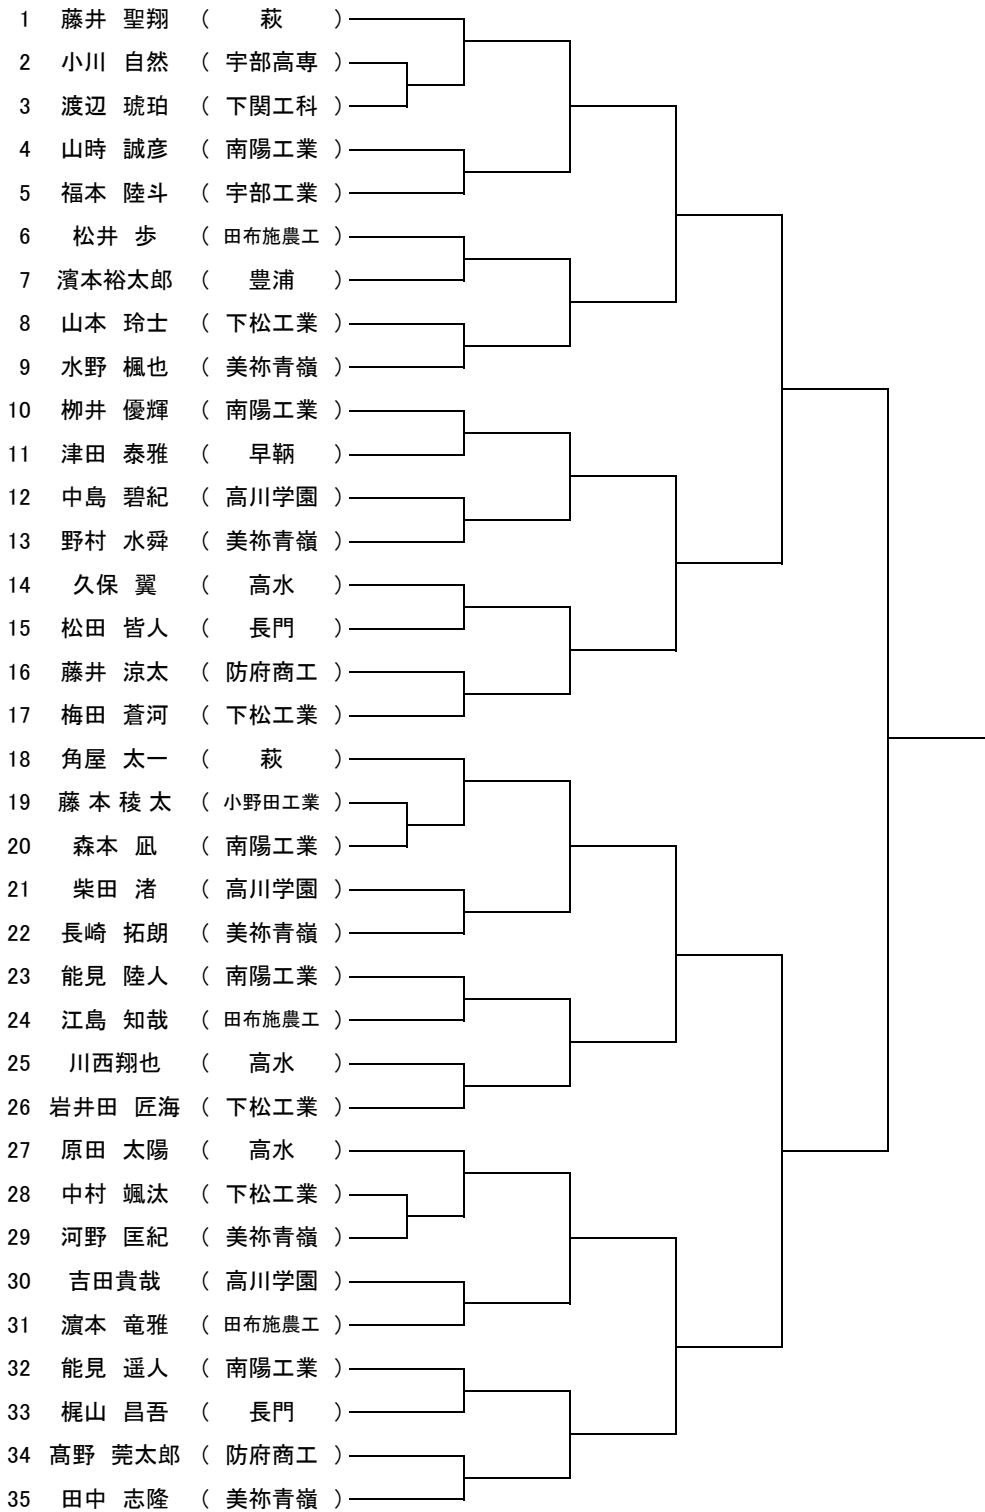 1 藤井 聖翔 ( 萩 )
2 小川 自然 ( 宇部高専 )
3 渡辺 琥珀 ( 下関工科 )
4 山時 誠彦 ( 南陽工業 )
5 福本 陸斗 ( 宇部工業 )
6 松井 歩 ( 田布施農工 )
7 濱本裕太郎 ( 豊浦 )
8 山本 玲士 ( 下松工業 )
9 水野 楓也 ( 美祢青嶺 )
10 栁井 優輝 ( 南陽工業 )
11 津田 泰雅 ( 早鞆 )
12 中島 碧紀 ( 高川学園 )
13 野村 水舜 ( 美祢青嶺 )
14 久保 翼 ( 高水 )
15 松田 皆人 ( 長門 )
16 藤井 涼太 ( 防府商工 )
17 梅田 蒼河 ( 下松工業 )
18 角屋 太一 ( 萩 )
19 藤本稜太 ( 小野田工業 )
20 森本 凪 ( 南陽工業 )
21 柴田 渚 ( 高川学園 )
22 長崎 拓朗 ( 美祢青嶺 )
23 能見 陸人 ( 南陽工業 )
24 江島 知哉 ( 田布施農工 )
25 川西翔也 ( 高水 )
26 岩井田 匠海 ( 下松工業 )
27 原田 太陽 ( 高水 )
28 中村 颯汰 ( 下松工業 )
29 河野 匡紀 ( 美祢青嶺 )
30 吉田貴哉 ( 高川学園 )
31 濵本 竜雅 ( 田布施農工 )
32 能見 遥人 ( 南陽工業 )
33 梶山 昌吾 ( 長門 )
34 髙野 莞太郎 ( 防府商工 )
35 田中 志隆 ( 美祢青嶺 )